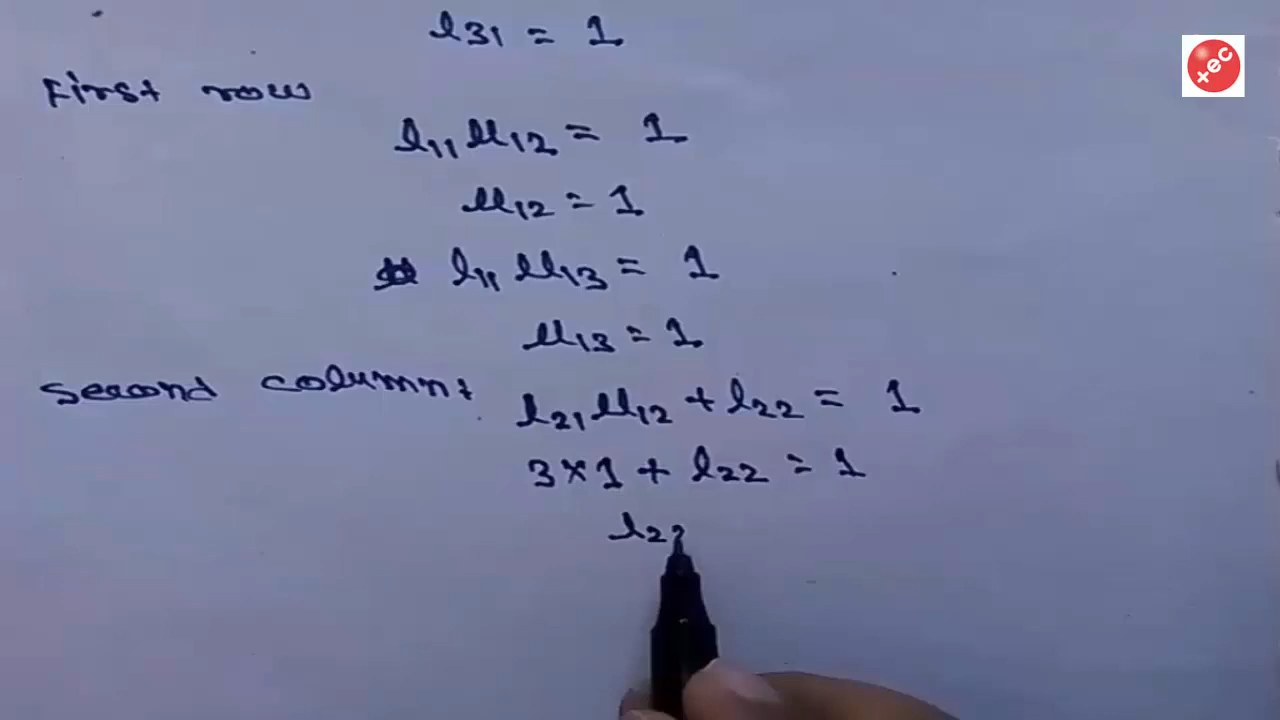 l31 = 1
First row
l11 u12 = 1
u12 = 1
l11 u13 = 1
u13 = 1
Second column:
l21 u12 + l22 = 1
3 × 1 + l22 = 1
l22
xec